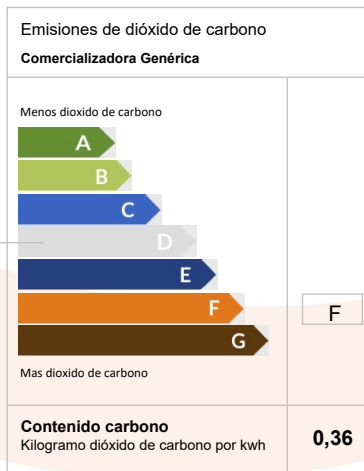 Emisiones de dióxido de carbono
Comercializadora Genérica
Menos dioxido de carbono
A
B
C
D
E
F
F
G
Mas dioxido de carbono
Contenido carbono
Kilogramo dióxido de carbono por kwh
0,36